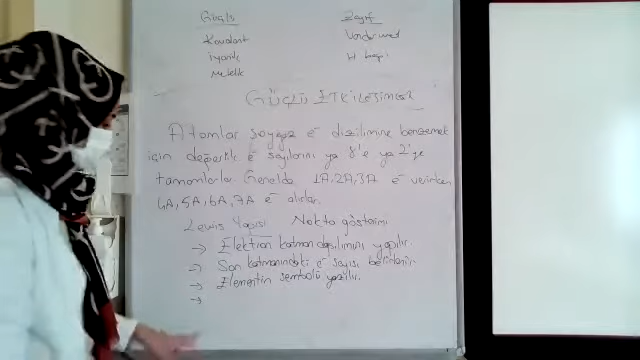 Güçlü Zayıf
Kovalent Vanderwaals
İyonik H bağı
Metalik
GÜÇLÜ ETKİLEŞİMLER
Atomlar soygaz e⁻ dizilimine benzemek
için değerlik e⁻ sayılarını ya 8'e ya 2'ye
tamamlarlar. Genelde 1A, 2A, 3A e⁻ verirken
4A, 5A, 6A, 7A e⁻ alırlar.
Lewis Yapısı Nokta gösterimi
→ Elektron katman dağılımını yapılır.
→ Son katmanındaki e⁻ sayısı belirlenir.
→ Elementin sembolü yazılır.
→